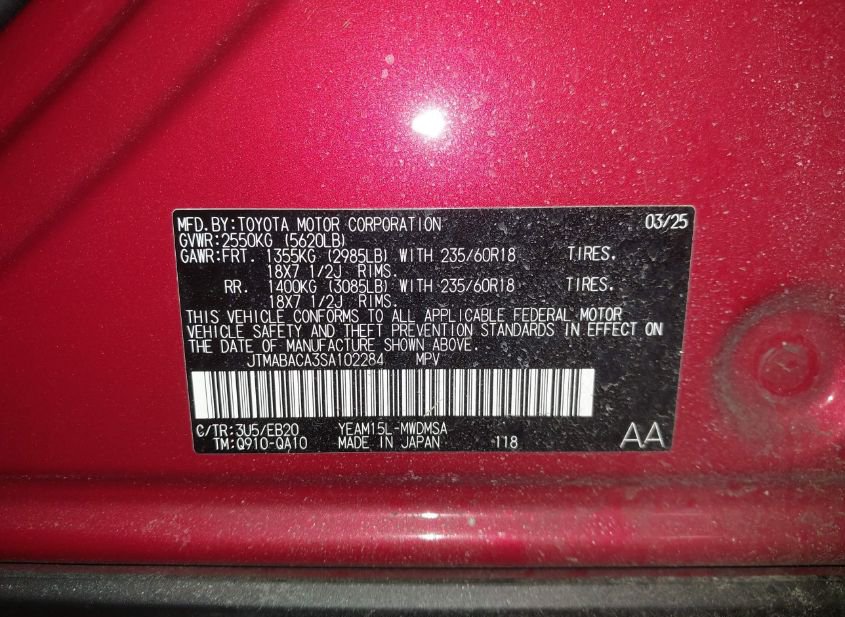 MFD.BY:TOYOTA MOTOR CORPORATION 03/25
GVWR:2550KG (5620LB)
GAWR:FRT. 1355KG (2985LB) WITH 235/60R18 TIRES.
18X7 1/2J RIMS.
RR. 1400KG (3085LB) WITH 235/60R18 TIRES.
18X7 1/2J RIMS.
THIS VEHICLE CONFORMS TO ALL APPLICABLE FEDERAL MOTOR
VEHICLE SAFETY AND THEFT PREVENTION STANDARDS IN EFFECT ON
THE DATE OF MANUFACTURE SHOWN ABOVE.
JTMABACA3SA102284 MPV
C/TR:3U5/EB20 YEAM15L-MWDMSA
TM:Q910-QA10 MADE IN JAPAN 118 AA